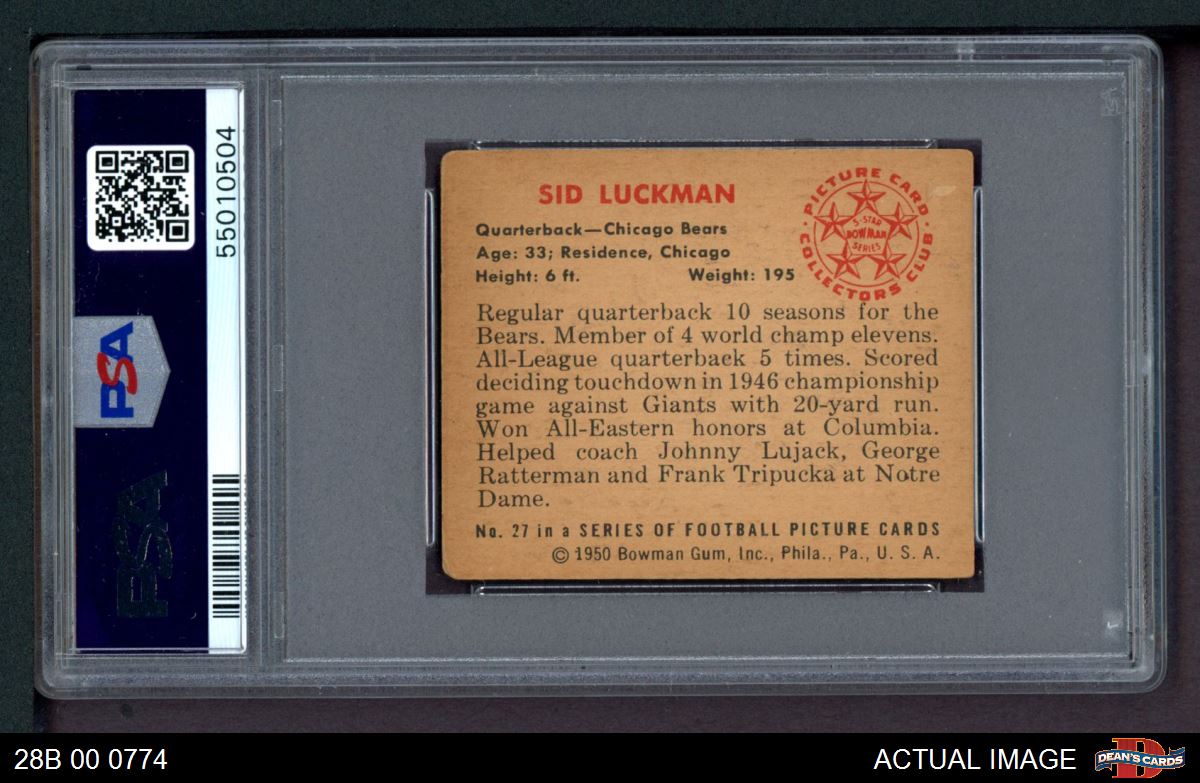 55010504
PSA
PSA
SID LUCKMAN
Quarterback—Chicago Bears
Age: 33; Residence, Chicago
Height: 6 ft. Weight: 195
PICTURE CARD
COLLECTORS CLUB
5-STAR
BOWMAN
SERIES
Regular quarterback 10 seasons for the
Bears. Member of 4 world champ elevens.
All-League quarterback 5 times. Scored
deciding touchdown in 1946 championship
game against Giants with 20-yard run.
Won All-Eastern honors at Columbia.
Helped coach Johnny Lujack, George
Ratterman and Frank Tripucka at Notre
Dame.
No. 27 in a SERIES OF FOOTBALL PICTURE CARDS
© 1950 Bowman Gum, Inc., Phila., Pa., U. S. A.
28B 00 0774
ACTUAL IMAGE
DEAN'S CARDS